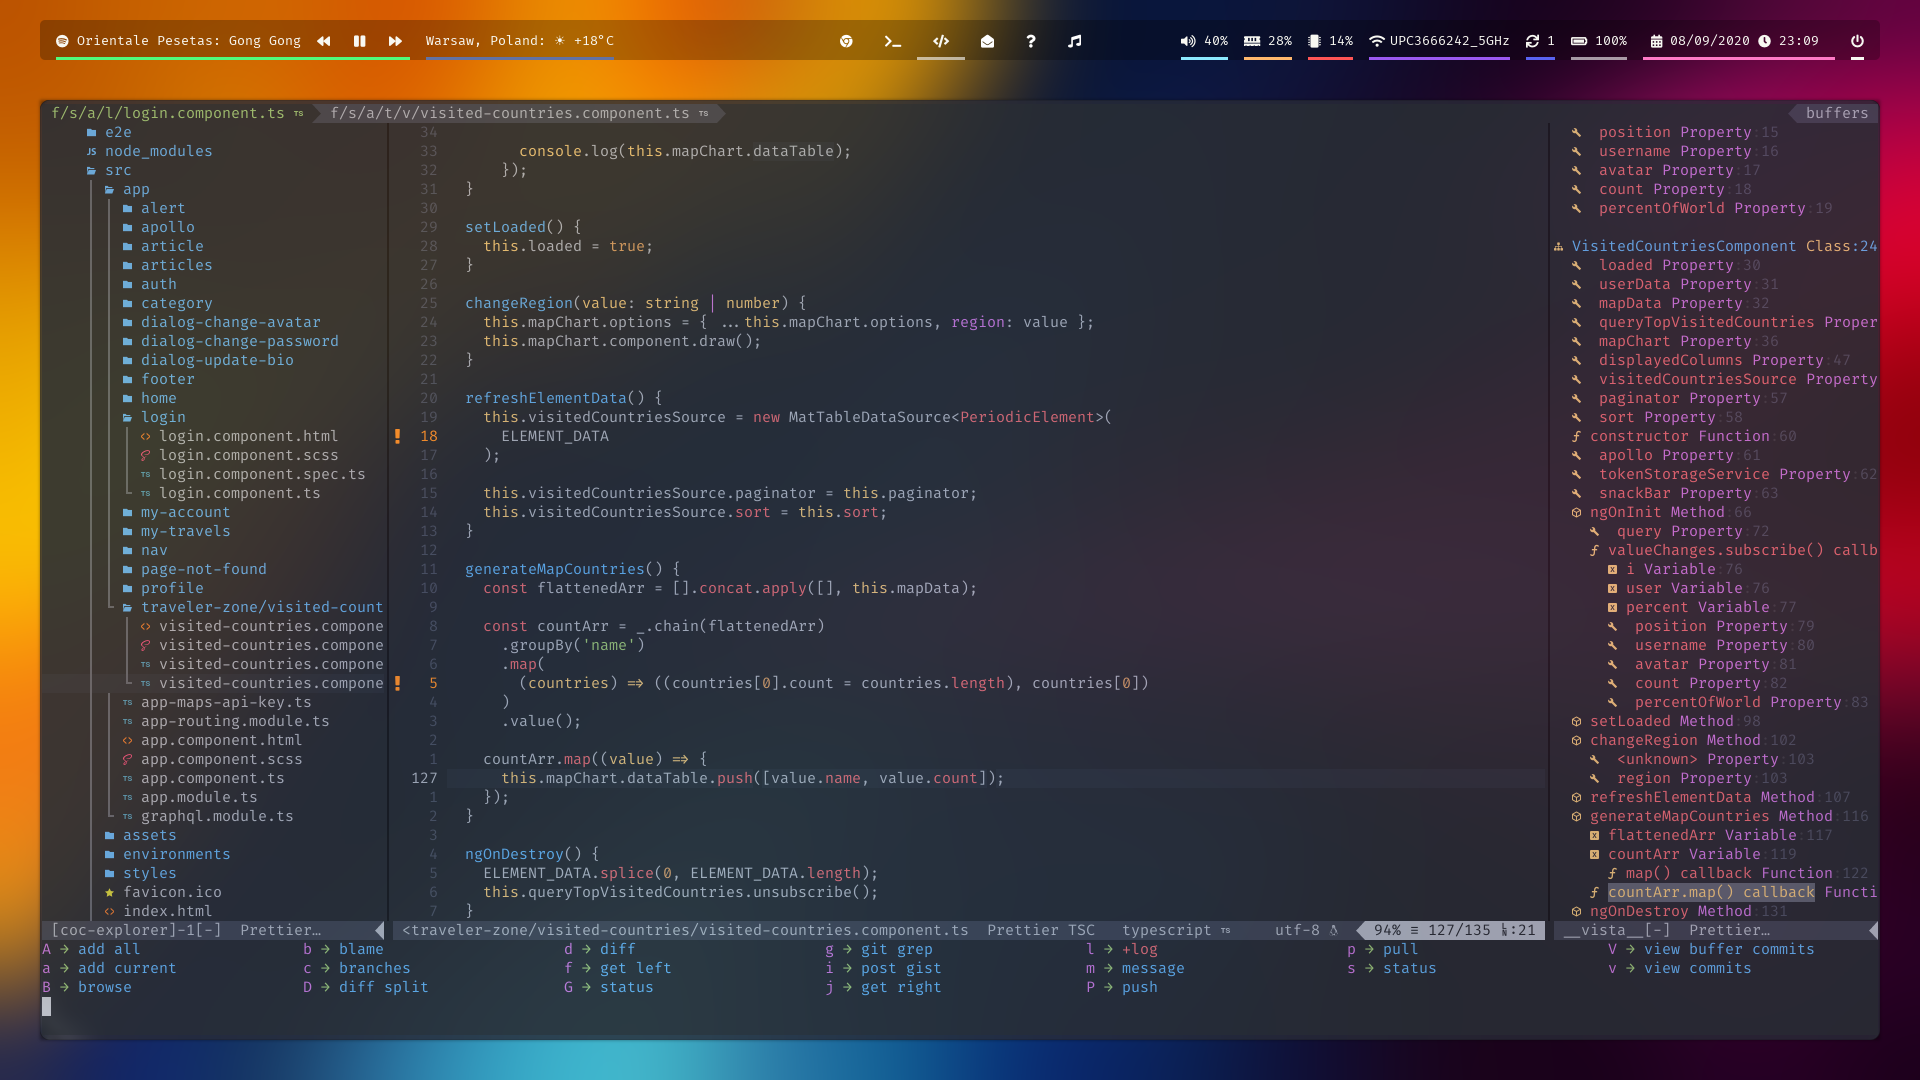 Orientale Pesetas: Gong Gong
Warsaw, Poland: ☀ +18°C
40%
28%
14%
UPC3666242_5GHz
1
100%
08/09/2020
23:09
f/s/a/l/login.component.ts TS
f/s/a/t/v/visited-countries.component.ts TS
buffers
e2e
JS node_modules
src
app
alert
apollo
article
articles
auth
category
dialog-change-avatar
dialog-change-password
dialog-update-bio
footer
home
login
<> login.component.html
login.component.scss
TS login.component.spec.ts
TS login.component.ts
my-account
my-travels
nav
page-not-found
profile
traveler-zone/visited-count
<> visited-countries.compone
visited-countries.compone
TS visited-countries.compone
TS visited-countries.compone
TS app-maps-api-key.ts
TS app-routing.module.ts
<> app.component.html
app.component.scss
TS app.component.ts
TS app.module.ts
TS graphql.module.ts
assets
environments
styles
favicon.ico
<> index.html
34
33 console.log(this.mapChart.dataTable);
32 });
31 }
30
29 setLoaded() {
28 this.loaded = true;
27 }
26
25 changeRegion(value: string | number) {
24 this.mapChart.options = { ...this.mapChart.options, region: value };
23 this.mapChart.component.draw();
22 }
21
20 refreshElementData() {
19 this.visitedCountriesSource = new MatTableDataSource<PeriodicElement>(
! 18 ELEMENT_DATA
17 );
16
15 this.visitedCountriesSource.paginator = this.paginator;
14 this.visitedCountriesSource.sort = this.sort;
13 }
12
11 generateMapCountries() {
10 const flattenedArr = [].concat.apply([], this.mapData);
9
8 const countArr = _.chain(flattenedArr)
7 .groupBy('name')
6 .map(
! 5 (countries) => ((countries[0].count = countries.length), countries[0])
4 )
3 .value();
2
1 countArr.map((value) => {
127 this.mapChart.dataTable.push([value.name, value.count]);
1 });
2 }
3
4 ngOnDestroy() {
5 ELEMENT_DATA.splice(0, ELEMENT_DATA.length);
6 this.queryTopVisitedCountries.unsubscribe();
7 }
position Property:15
username Property:16
avatar Property:17
count Property:18
percentOfWorld Property:19
VisitedCountriesComponent Class:24
loaded Property:30
userData Property:31
mapData Property:32
queryTopVisitedCountries Proper
mapChart Property:36
displayedColumns Property:47
visitedCountriesSource Property
paginator Property:57
sort Property:58
f constructor Function:60
apollo Property:61
tokenStorageService Property:62
snackBar Property:63
ngOnInit Method:66
query Property:72
f valueChanges.subscribe() callb
i Variable:76
user Variable:76
percent Variable:77
position Property:79
username Property:80
avatar Property:81
count Property:82
percentOfWorld Property:83
setLoaded Method:98
changeRegion Method:102
<unknown> Property:103
region Property:103
refreshElementData Method:107
generateMapCountries Method:116
flattenedArr Variable:117
countArr Variable:119
f map() callback Function:122
f countArr.map() callback Functi
ngOnDestroy Method:131
[coc-explorer]-1[-] Prettier…
<traveler-zone/visited-countries/visited-countries.component.ts Prettier TSC typescript TS utf-8 94% ≡ 127/135 :21
__vista__[-] Prettier…
A → add all b → blame d → diff g → git grep l → +log p → pull V → view buffer commits
a → add current c → branches f → get left i → post gist m → message s → status v → view commits
B → browse D → diff split G → status j → get right P → push